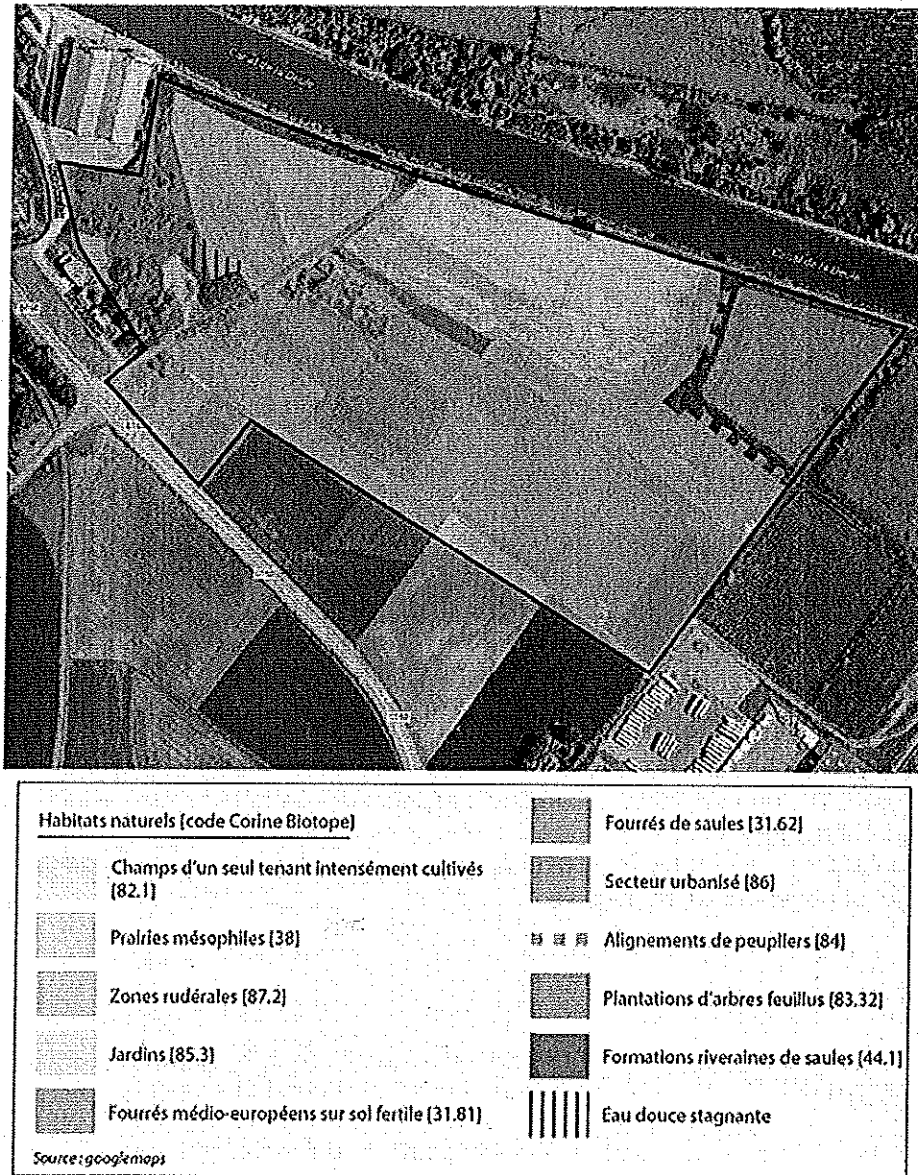 Habitats naturels [code Corine Biotope]
Champs d'un seul tenant intensément cultivés
[82.1]
Prairies mésophiles [38]
Zones rudérales [87.2]
Jardins [85.3]
Fourrés médio-européens sur sol fertile [31.81]
Source : googlemaps
Fourrés de saules [31.62]
Secteur urbanisé [86]
Alignements de peupliers [84]
Plantations d'arbres feuillus [83.32]
Formations riveraines de saules [44.1]
Eau douce stagnante